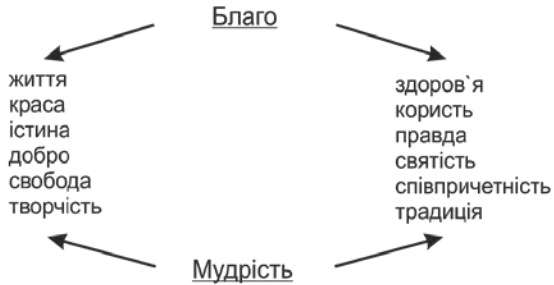 Благо
життя
краса
істина
добро
свобода
творчість
здоров`я
користь
правда
святість
співпричетність
традиція
Мудрість